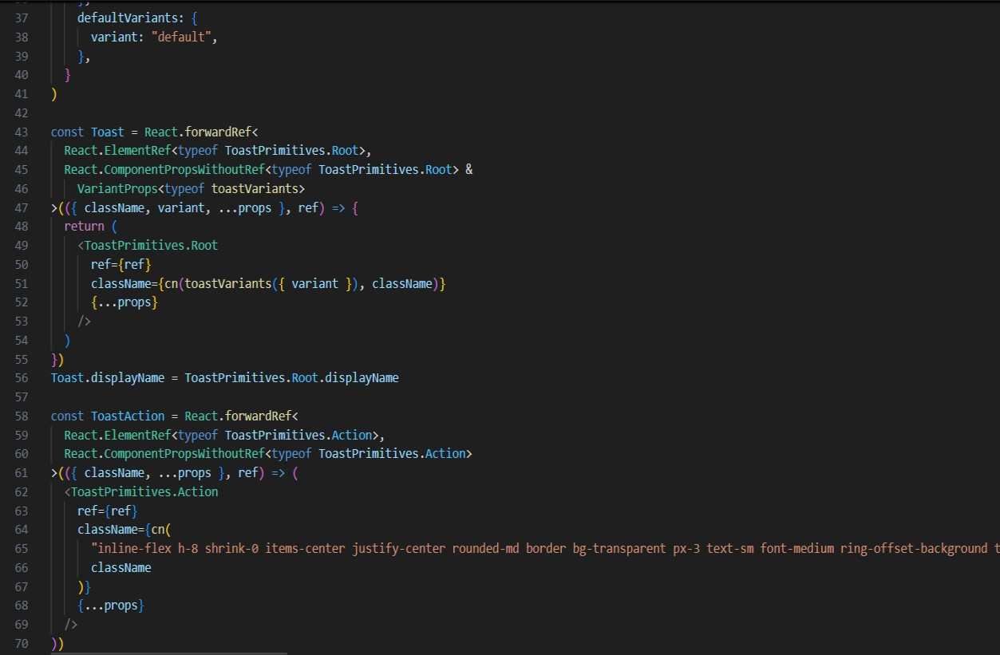 37 defaultVariants: {
38 variant: "default",
39 },
40 }
41 )
42
43 const Toast = React.forwardRef<
44 React.ElementRef<typeof ToastPrimitives.Root>,
45 React.ComponentPropsWithoutRef<typeof ToastPrimitives.Root> &
46 VariantProps<typeof toastVariants>
47 >(({ className, variant, ...props }, ref) => {
48 return (
49 <ToastPrimitives.Root
50 ref={ref}
51 className={cn(toastVariants({ variant }), className)}
52 {...props}
53 />
54 )
55 })
56 Toast.displayName = ToastPrimitives.Root.displayName
57
58 const ToastAction = React.forwardRef<
59 React.ElementRef<typeof ToastPrimitives.Action>,
60 React.ComponentPropsWithoutRef<typeof ToastPrimitives.Action>
61 >(({ className, ...props }, ref) => (
62 <ToastPrimitives.Action
63 ref={ref}
64 className={cn(
65 "inline-flex h-8 shrink-0 items-center justify-center rounded-md border bg-transparent px-3 text-sm font-medium ring-offset-background t
66 className
67 )}
68 {...props}
69 />
70 ))